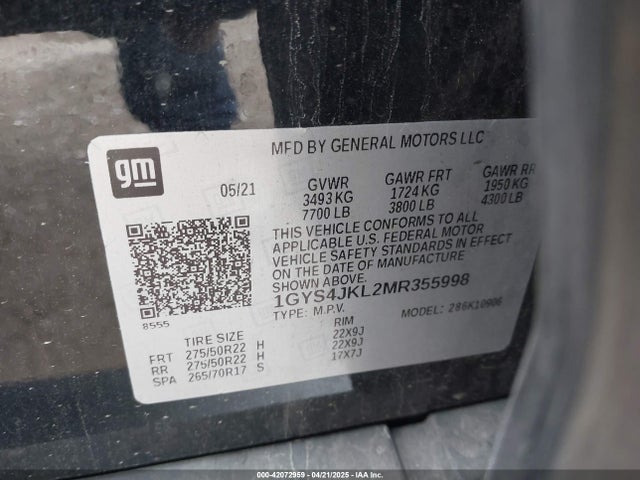 gm
MFD BY GENERAL MOTORS LLC
05/21
GVWR GAWR FRT GAWR RR
3493 KG 1724 KG 1950 KG
7700 LB 3800 LB 4300 LB
THIS VEHICLE CONFORMS TO ALL
APPLICABLE U.S. FEDERAL MOTOR
VEHICLE SAFETY STANDARDS IN EFFECT
ON THE DATE OF MANUFACTURE
SHOWN ABOVE.
1GYS4JKL2MR355998
TYPE: M.P.V. MODEL: 286K10906
8555
TIRE SIZE RIM
FRT 275/50R22 H 22X9J
RR 275/50R22 H 22X9J
SPA 265/70R17 S 17X7J
000-42072959 - 04/21/2025 - IAA Inc.